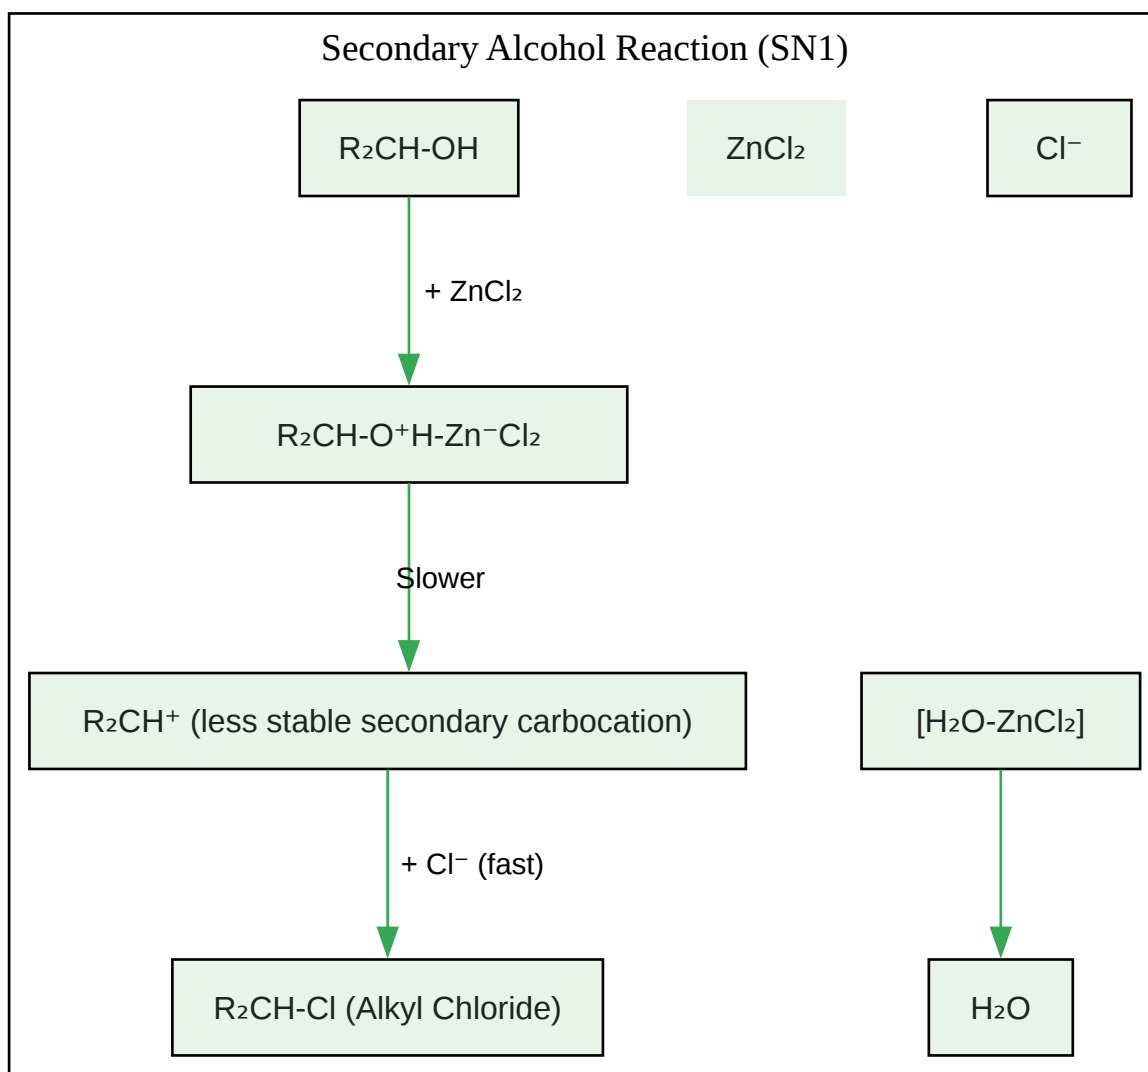 Secondary Alcohol Reaction (SN1)
R₂CH-OH
ZnCl₂
Cl⁻
+ ZnCl₂
R₂CH-O⁺H-Zn⁻Cl₂
Slower
R₂CH⁺ (less stable secondary carbocation)
[H₂O-ZnCl₂]
+ Cl⁻ (fast)
R₂CH-Cl (Alkyl Chloride)
H₂O